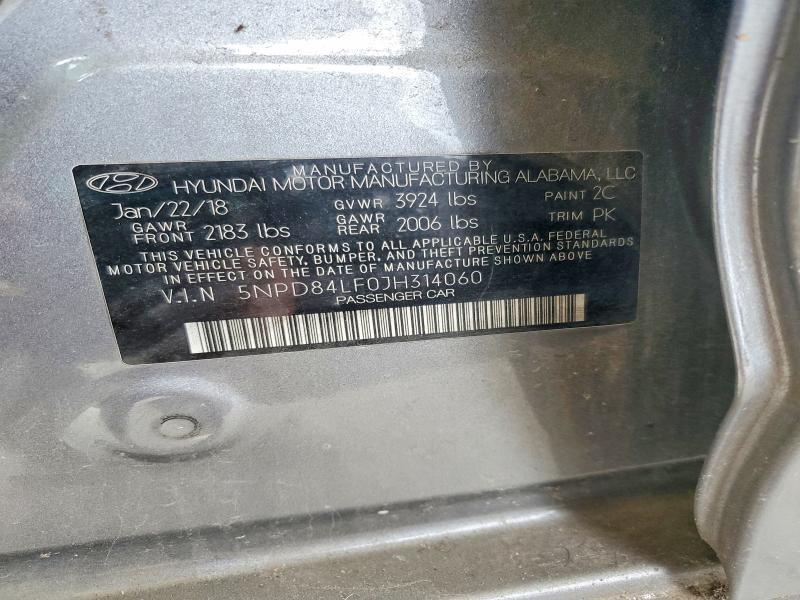 MANUFACTURED BY
HYUNDAI MOTOR MANUFACTURING ALABAMA, LLC
Jan/22/18 GVWR 3924 lbs PAINT 2C
GAWR FRONT 2183 lbs GAWR REAR 2006 lbs TRIM PK
THIS VEHICLE CONFORMS TO ALL APPLICABLE U.S.A. FEDERAL
MOTOR VEHICLE SAFETY, BUMPER, AND THEFT PREVENTION STANDARDS
IN EFFECT ON THE DATE OF MANUFACTURE SHOWN ABOVE
V.I.N 5NPD84LF0JH314060
PASSENGER CAR